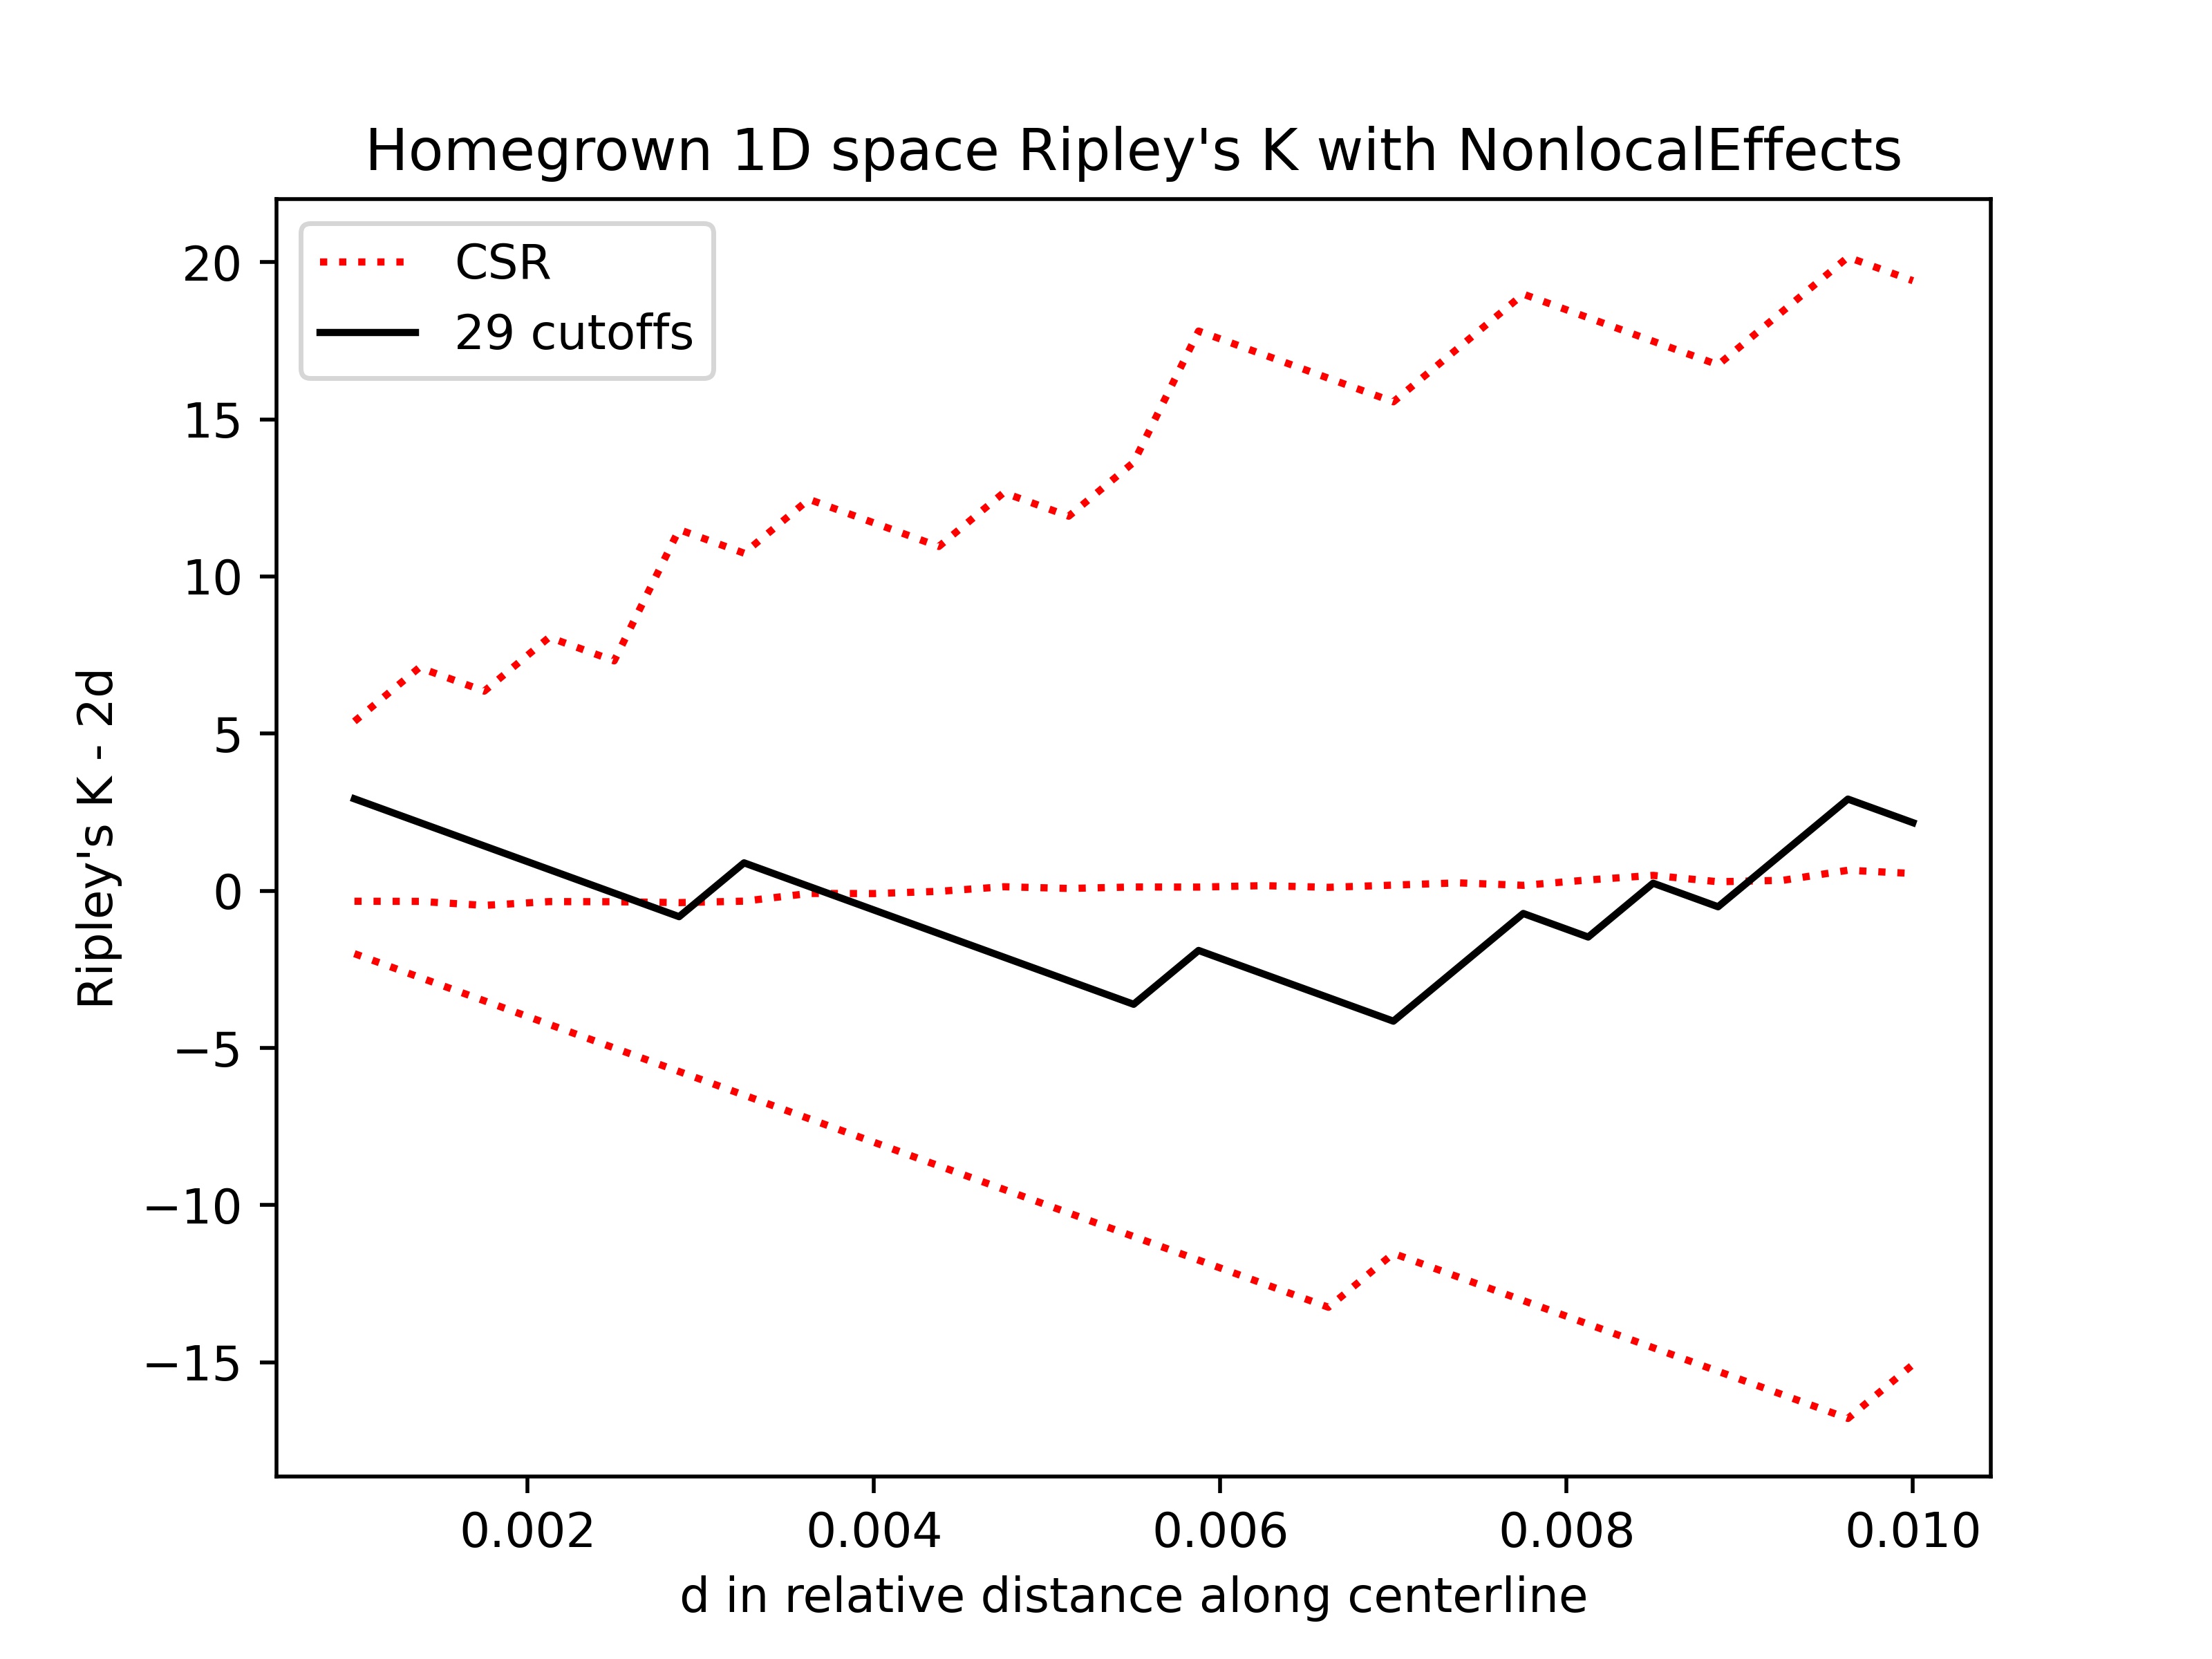 Homegrown 1D space Ripley's K with NonlocalEffects
CSR
29 cutoffs
20
15
10
5
0
−5
−10
−15
Ripley's K - 2d
0.002 0.004 0.006 0.008 0.010
d in relative distance along centerline